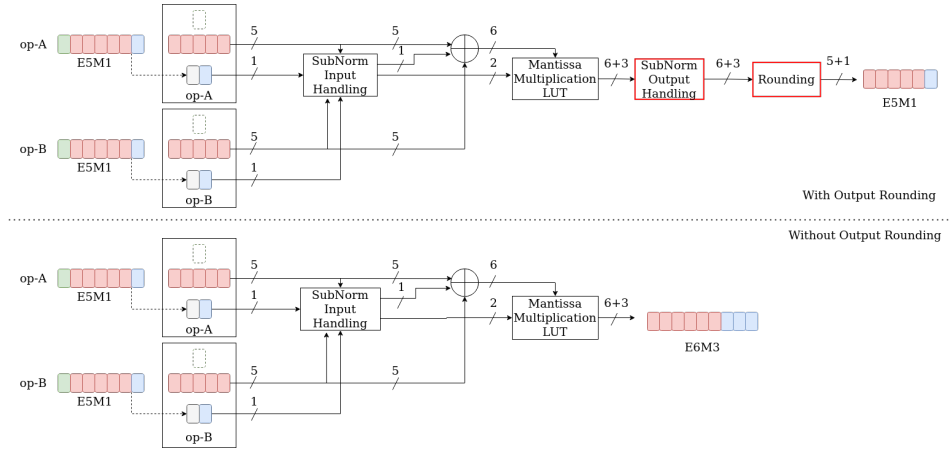 5
5
6
op-A
1
E5M1
1
2
6+3
6+3
5+1
SubNorm
Input
Handling
Mantissa
Multiplication
LUT
SubNorm
Output
Handling
Rounding
op-A
E5M1
5
5
op-B
E5M1
1
op-B
With Output Rounding
Without Output Rounding
5
5
6
op-A
1
E5M1
1
2
6+3
SubNorm
Input
Handling
Mantissa
Multiplication
LUT
op-A
E6M3
5
5
op-B
E5M1
1
op-B